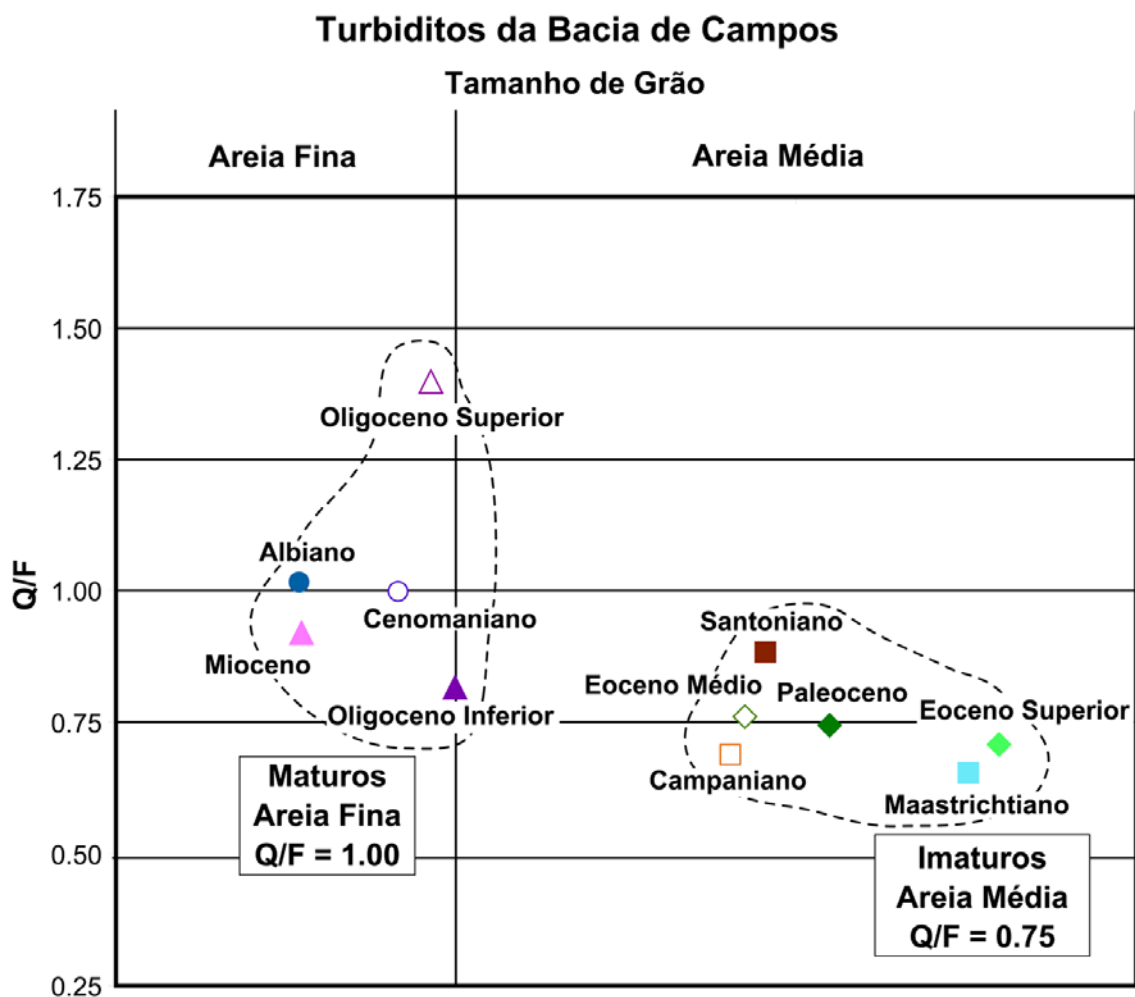 Turbiditos da Bacia de Campos
Tamanho de Grão
Areia Fina
Areia Média
1.75
1.50
Oligoceno Superior
1.25
Albiano
1.00
Q/F
Cenomaniano
Santoniano
Mioceno
Eoceno Médio
Paleoceno
Oligoceno Inferior
Eoceno Superior
0.75
Campaniano
Maastrichtiano
Maturos
Areia Fina
Q/F = 1.00
0.50
Imaturos
Areia Média
Q/F = 0.75
0.25